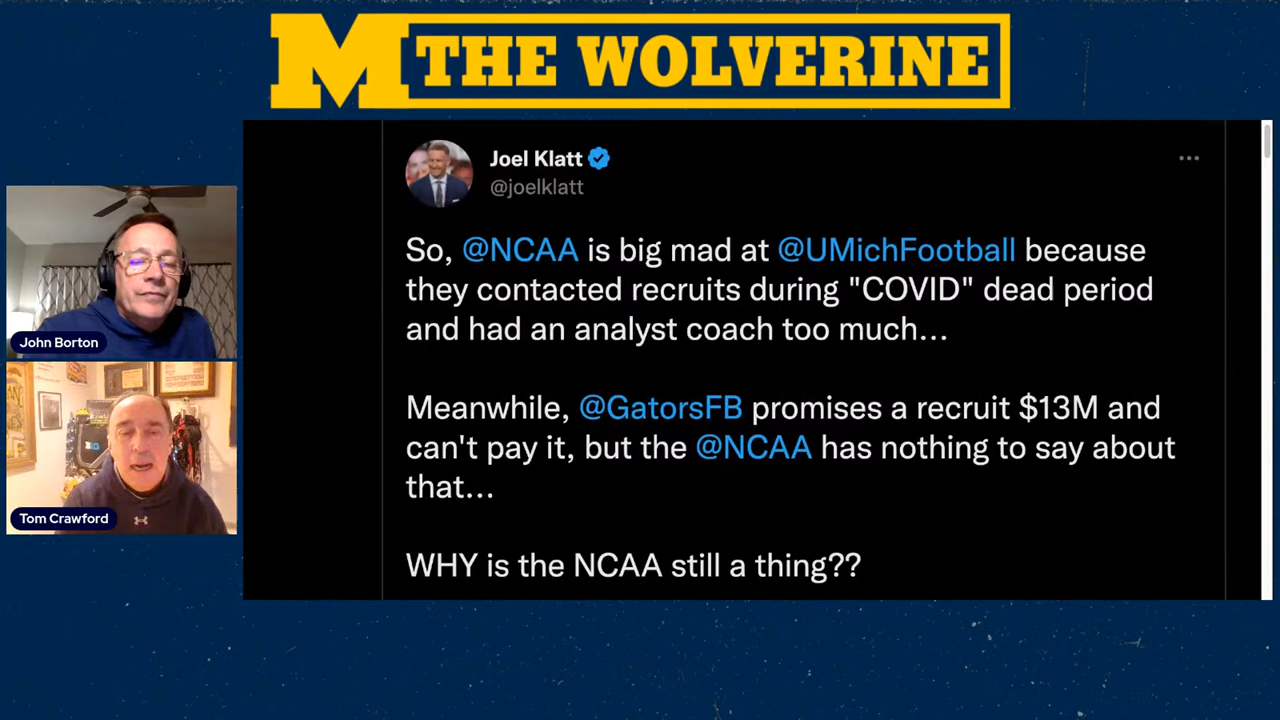 M THE WOLVERINE
Joel Klatt
@joelklatt
So, @NCAA is big mad at @UMichFootball because
they contacted recruits during "COVID" dead period
and had an analyst coach too much...
Meanwhile, @GatorsFB promises a recruit $13M and
can't pay it, but the @NCAA has nothing to say about
that...
WHY is the NCAA still a thing??
John Borton
Tom Crawford